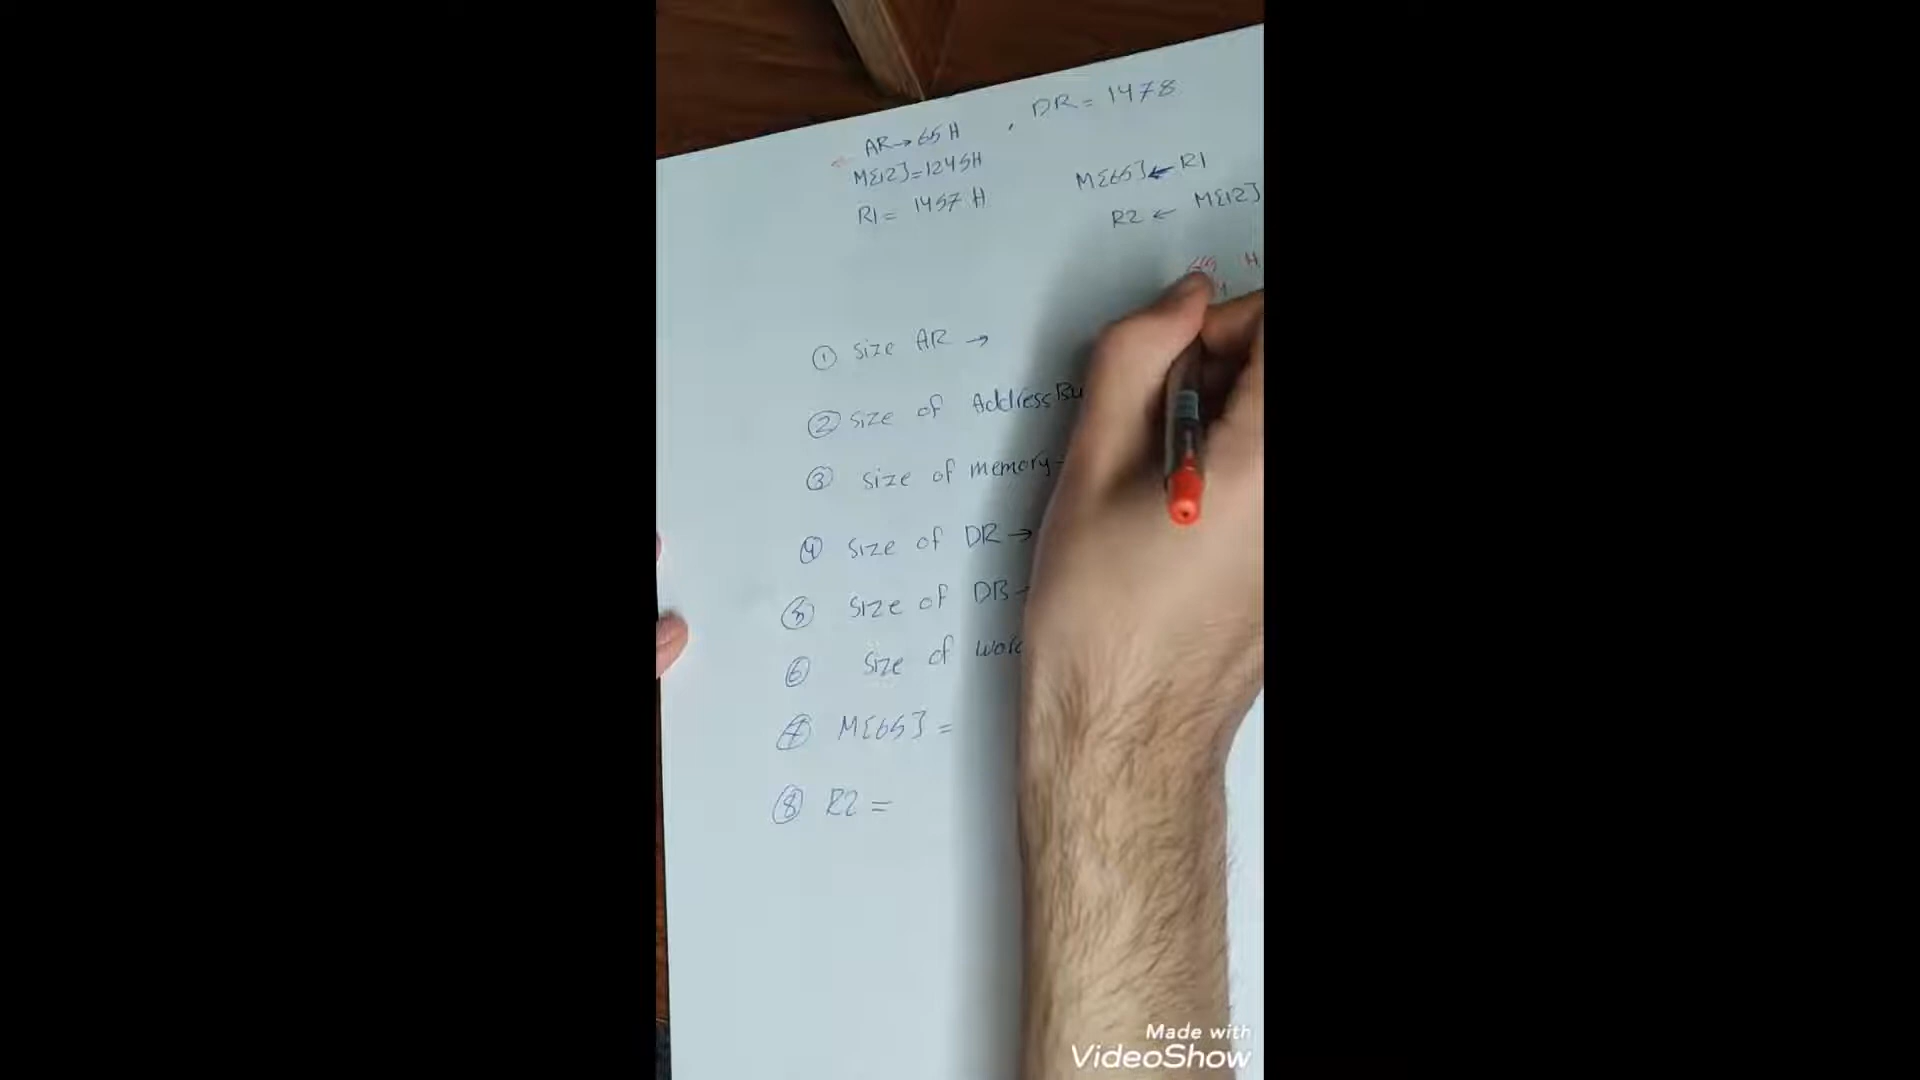 DR = 1478
AR → 65 H
M[12] = 1245H
R1 = 1457 H
M[65] ← R1
R2 ← M[12]
H
① Size AR →
② Size of Address Bu
③ Size of memory
④ Size of DR →
⑤ Size of DB
⑥ Size of
⑦ M[65] =
⑧ R2 =
Made with
VideoShow